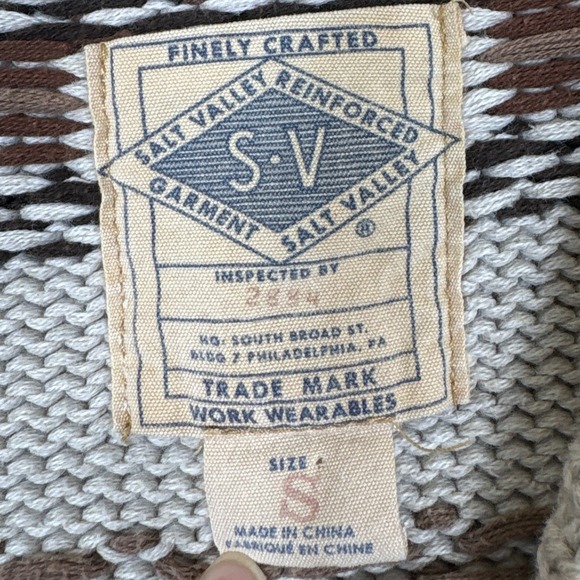 FINELY CRAFTED
SALT VALLEY REINFORCED
S·V
GARMENT SALT VALLEY
®
INSPECTED BY
2884
HQ: SOUTH BROAD ST.
BLDG 7 PHILADELPHIA, PA
TRADE MARK
WORK WEARABLES
SIZE
S
MADE IN CHINA
FABRIQUÉ EN CHINE